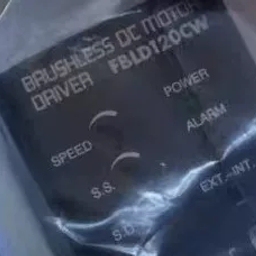 BRUSHLESS DC MOTOR
DRIVER FBLD120CW
POWER
ALARM
SPEED
S.S.
EXT.-INT.
S.D.